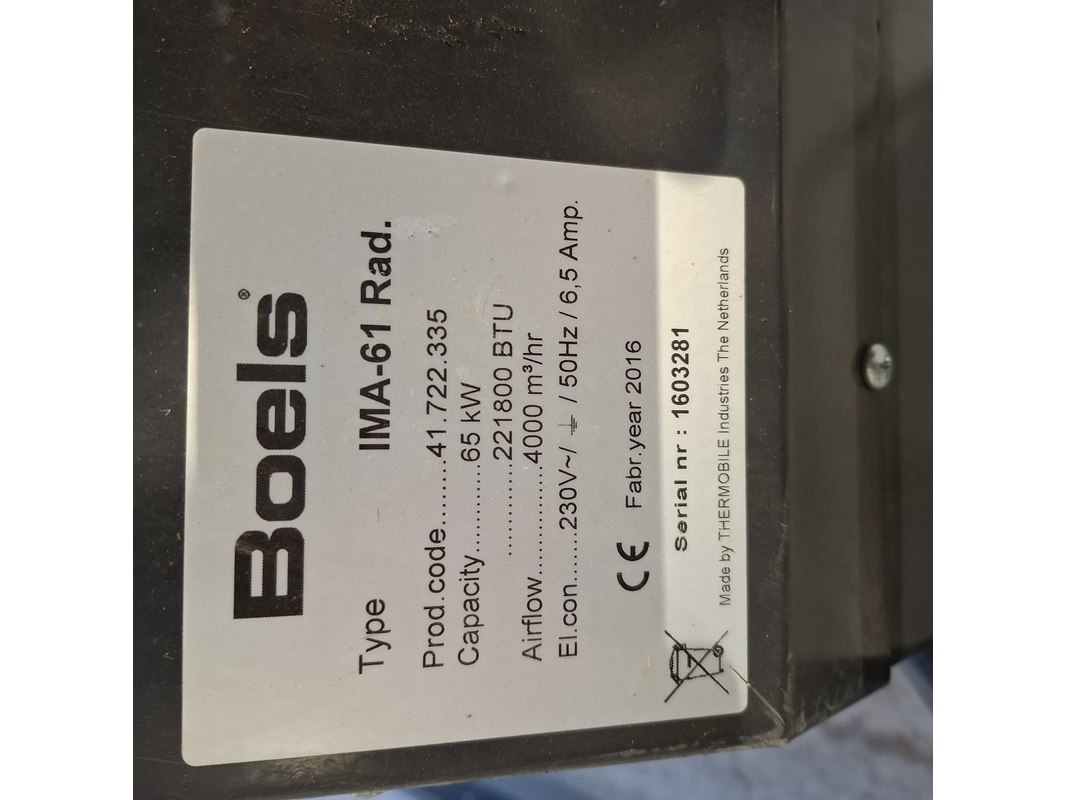 Boels®
Type IMA-61 Rad.
Prod.code........41.722.335
Capacity.............65 kW
.............221800 BTU
Airflow.................4000 m³/hr
El.con........230V~/ ⏚ / 50Hz / 6,5 Amp.
CE Fabr.year 2016
Serial nr : 1603281
Made by THERMOBILE Industries The Netherlands